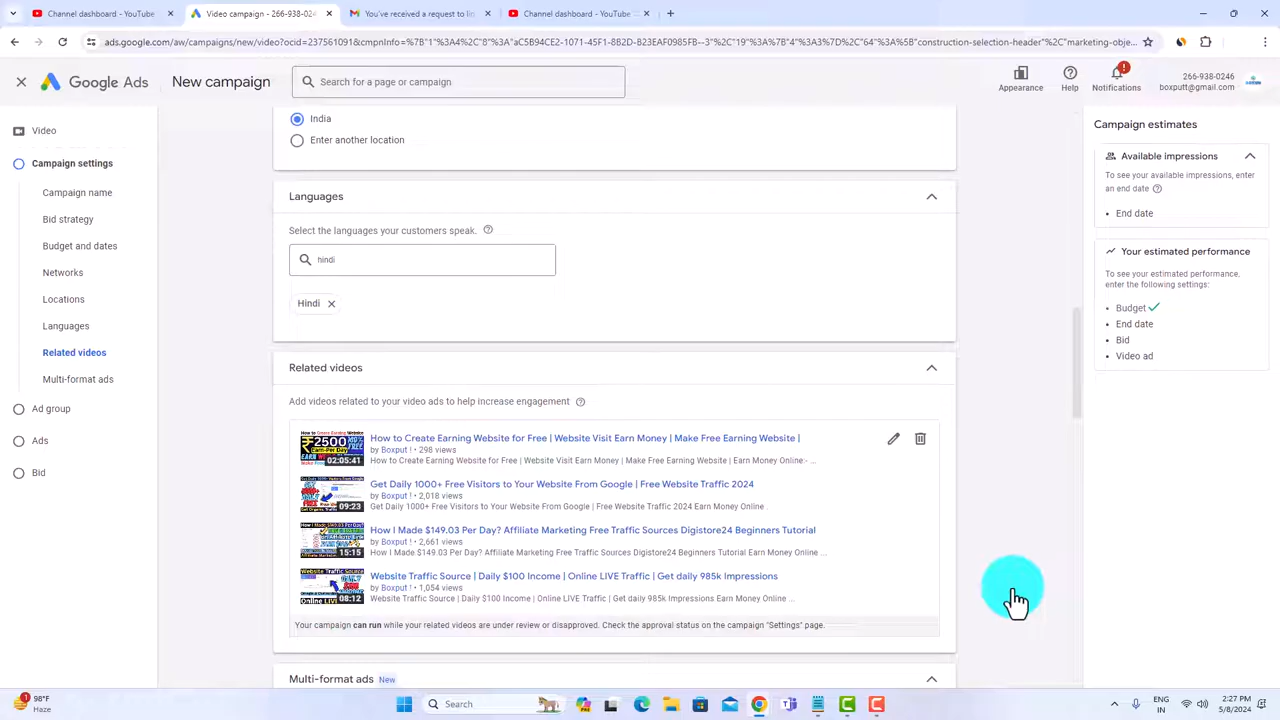 Channel dashboard - YouTube
Video campaign - 266-938-0246
You've received a request to li
Channel dashboard - YouTube
ads.google.com/aw/campaigns/new/video?ocid=237561091&cmpnInfo=%7B"1%3A4%2C"8%3A"aC5B94CE2-1071-45F1-8B2D-B23EAF0985FB--3"%2C"19%3A%7B"4%3A3%7D%2C"64%3A%5B"construction-selection-header"%2C"marketing-obje...
Google Ads
New campaign
Search for a page or campaign
Appearance
Help
Notifications
266-938-0246
boxputt@gmail.com
Video
Campaign settings
Campaign name
Bid strategy
Budget and dates
Networks
Locations
Languages
Related videos
Multi-format ads
Ad group
Ads
Bid
India
Enter another location
Languages
Select the languages your customers speak.
hindi
Hindi
Related videos
Add videos related to your video ads to help increase engagement
How to Create Earning Website for Free | Website Visit Earn Money | Make Free Earning Website |
by Boxput ! • 298 views
How to Create Earning Website for Free | Website Visit Earn Money | Make Free Earning Website | Earn Money Online:- ...
02:05:41
Get Daily 1000+ Free Visitors to Your Website From Google | Free Website Traffic 2024
by Boxput ! • 2,018 views
Get Daily 1000+ Free Visitors to Your Website From Google | Free Website Traffic 2024 Earn Money Online .
09:23
How I Made $149.03 Per Day? Affiliate Marketing Free Traffic Sources Digistore24 Beginners Tutorial
by Boxput ! • 2,661 views
How I Made $149.03 Per Day? Affiliate Marketing Free Traffic Sources Digistore24 Beginners Tutorial Earn Money Online ...
15:15
Website Traffic Source | Daily $100 Income | Online LIVE Traffic | Get daily 985k Impressions
by Boxput ! • 1,054 views
Website Traffic Source | Daily $100 Income | Online LIVE Traffic | Get daily 985k Impressions Earn Money Online ...
08:12
Your campaign can run while your related videos are under review or disapproved. Check the approval status on the campaign "Settings" page.
Multi-format ads New
Campaign estimates
Available impressions
To see your available impressions, enter
an end date
• End date
Your estimated performance
To see your estimated performance,
enter the following settings:
• Budget
• End date
• Bid
• Video ad
98°F
Haze
Search
ENG
IN
2:27 PM
5/8/2024